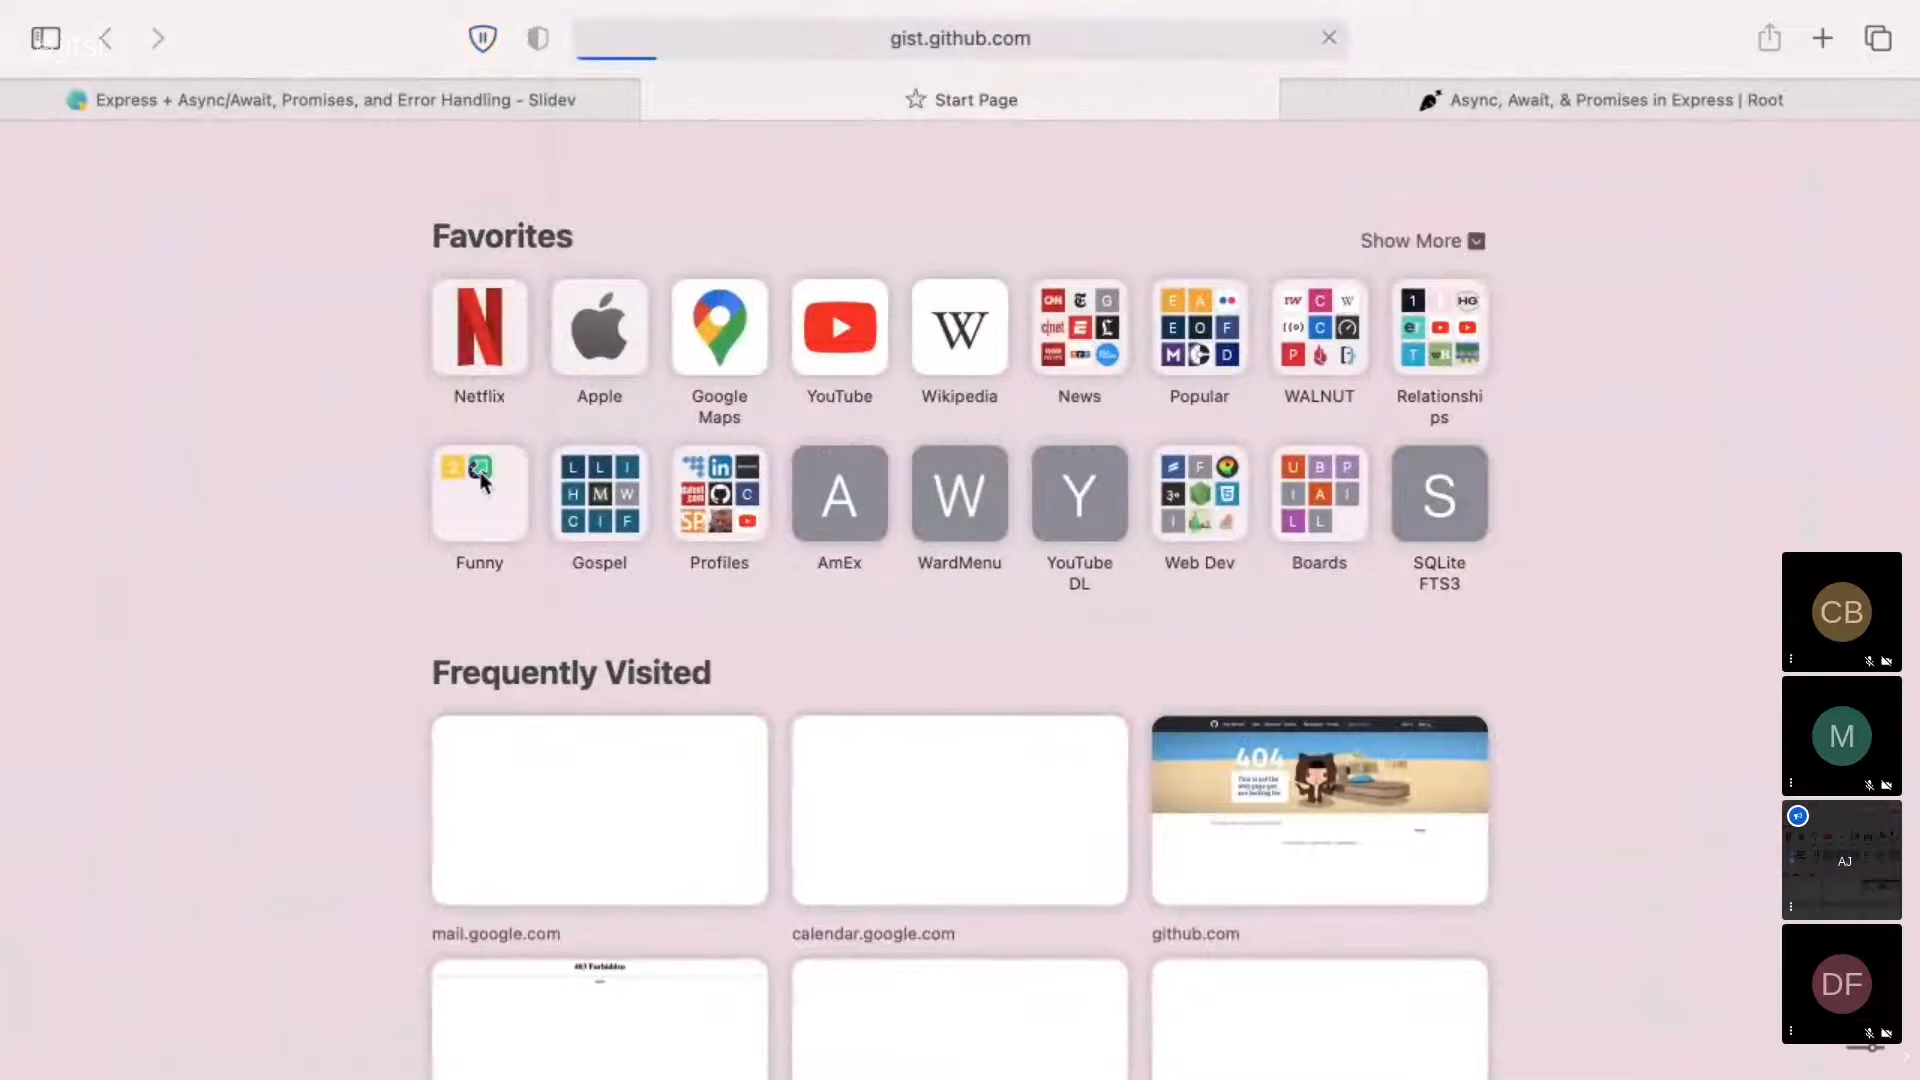 gist.github.com
Express + Async/Await, Promises, and Error Handling - Slidev
Start Page
Async, Await, & Promises in Express | Root
Favorites
Show More
Netflix
Apple
Google
Maps
YouTube
Wikipedia
News
Popular
WALNUT
Relationshi
ps
Funny
Gospel
Profiles
A
AmEx
W
WardMenu
Y
YouTube
DL
Web Dev
Boards
S
SQLite
FTS3
Frequently Visited
404
mail.google.com
calendar.google.com
github.com
403 Forbidden
CB
M
AJ
DF